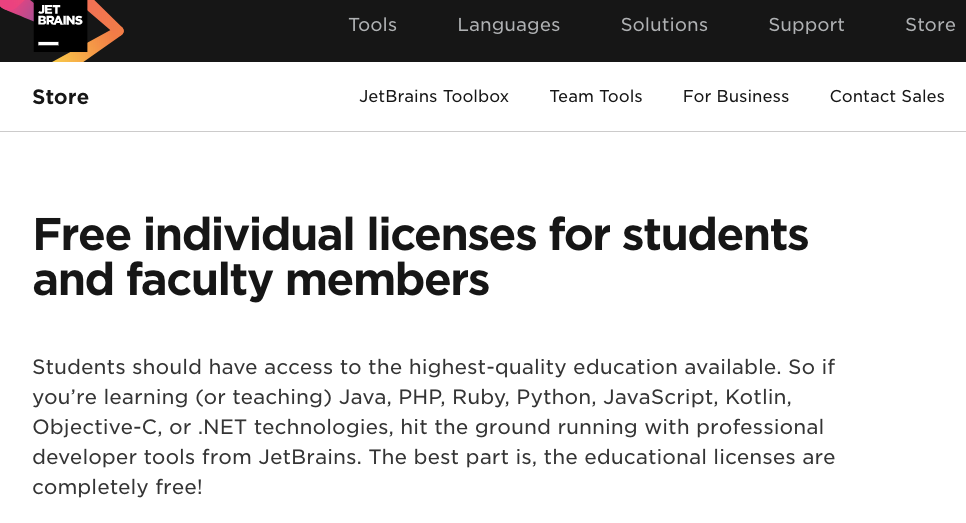 JET
BRAINS
Tools Languages Solutions Support Store
Store JetBrains Toolbox Team Tools For Business Contact Sales
Free individual licenses for students
and faculty members
Students should have access to the highest-quality education available. So if
you’re learning (or teaching) Java, PHP, Ruby, Python, JavaScript, Kotlin,
Objective-C, or .NET technologies, hit the ground running with professional
developer tools from JetBrains. The best part is, the educational licenses are
completely free!